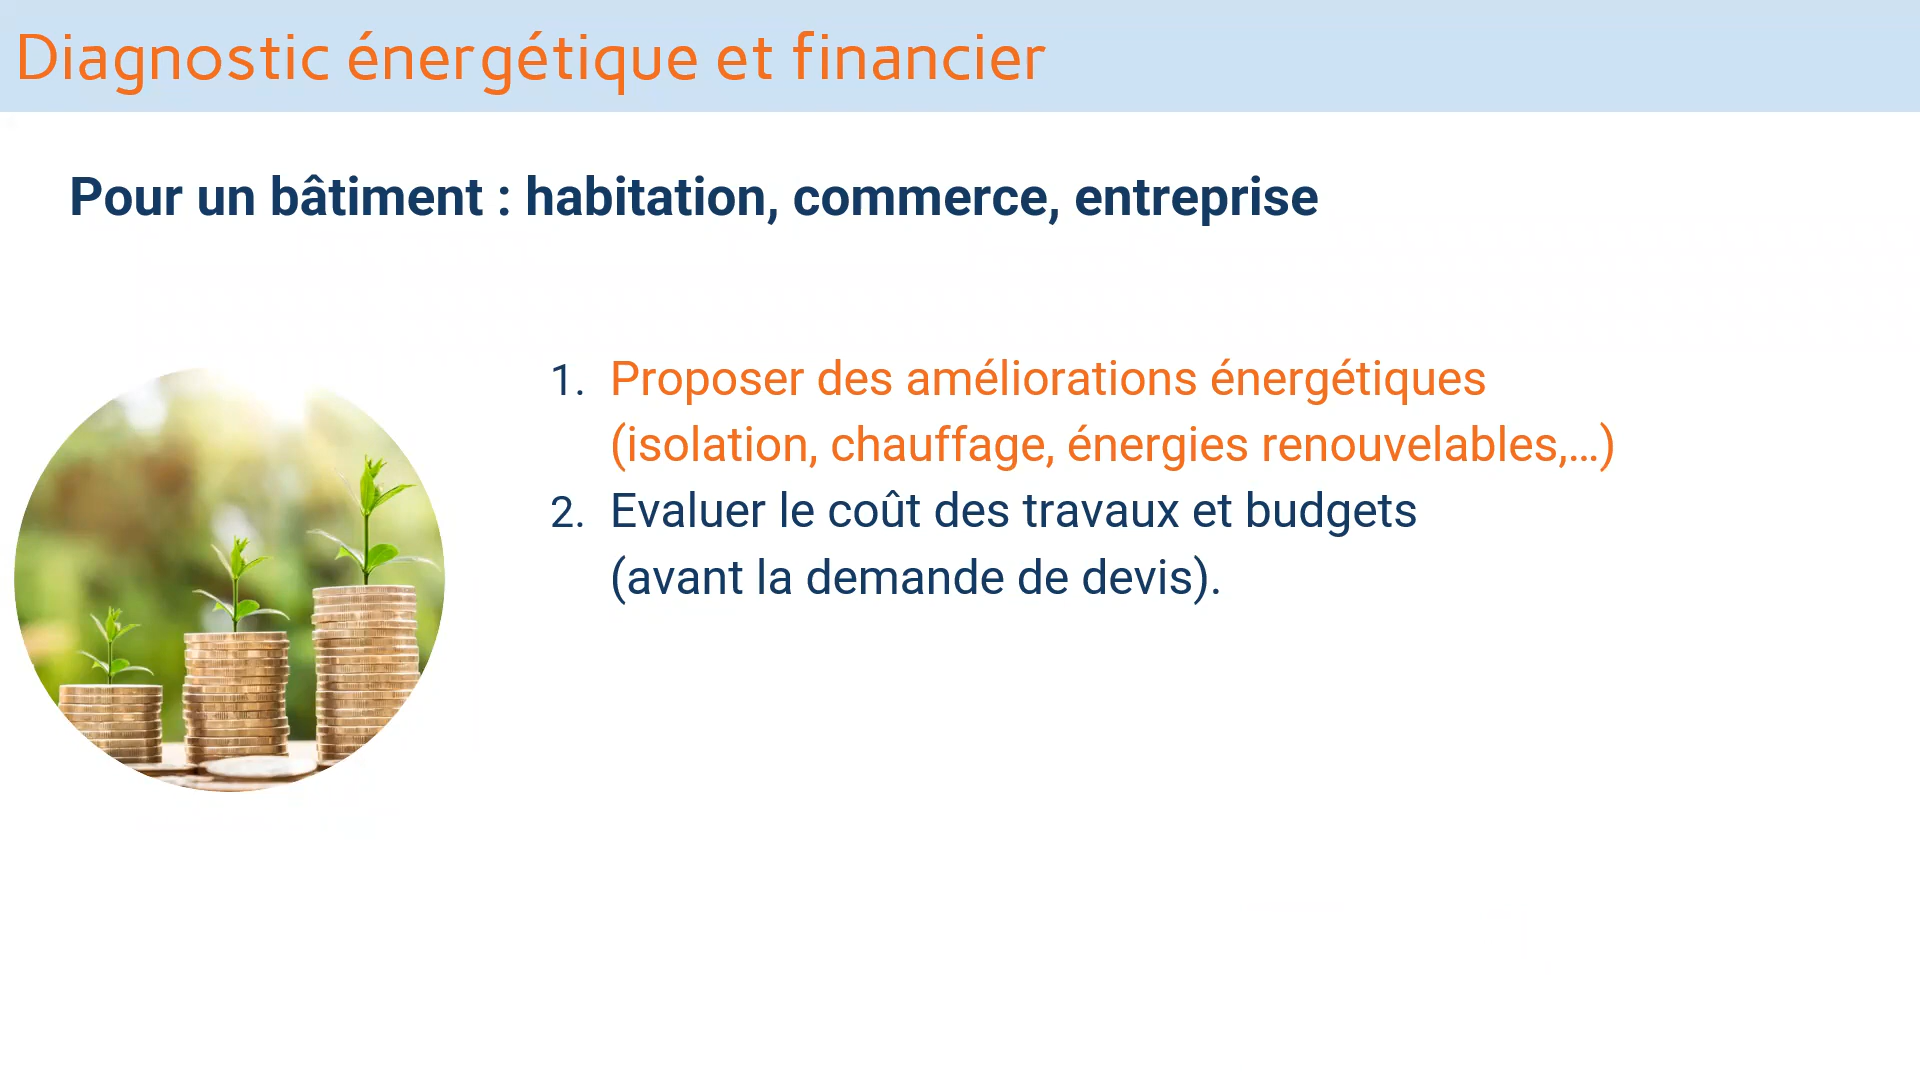 Diagnostic énergétique et financier
Pour un bâtiment : habitation, commerce, entreprise
1. Proposer des améliorations énergétiques
(isolation, chauffage, énergies renouvelables,...)
2. Evaluer le coût des travaux et budgets
(avant la demande de devis).